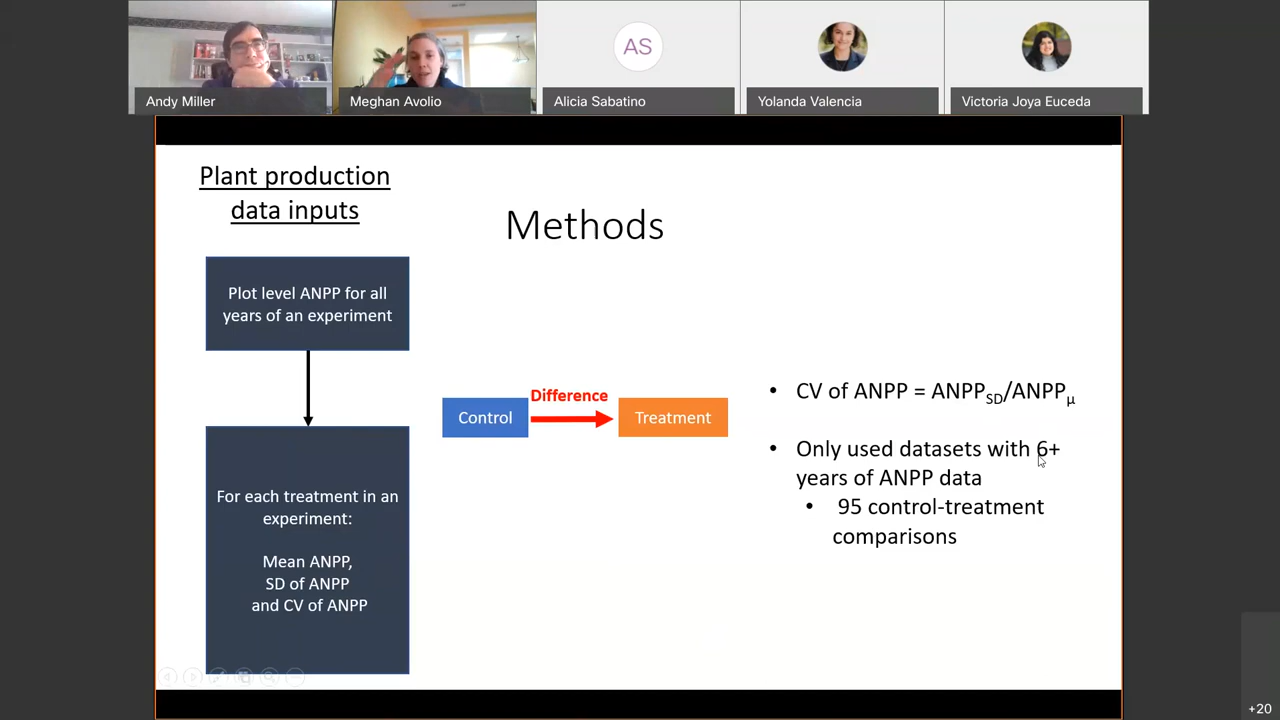 AS
Andy Miller
Meghan Avolio
Alicia Sabatino
Yolanda Valencia
Victoria Joya Euceda
Plant production
data inputs
Methods
Plot level ANPP for all
years of an experiment
For each treatment in an
experiment:
Mean ANPP,
SD of ANPP
and CV of ANPP
Difference
Control
Treatment
• CV of ANPP = ANPPSD/ANPPμ
• Only used datasets with 6+
years of ANPP data
• 95 control-treatment
comparisons
+20